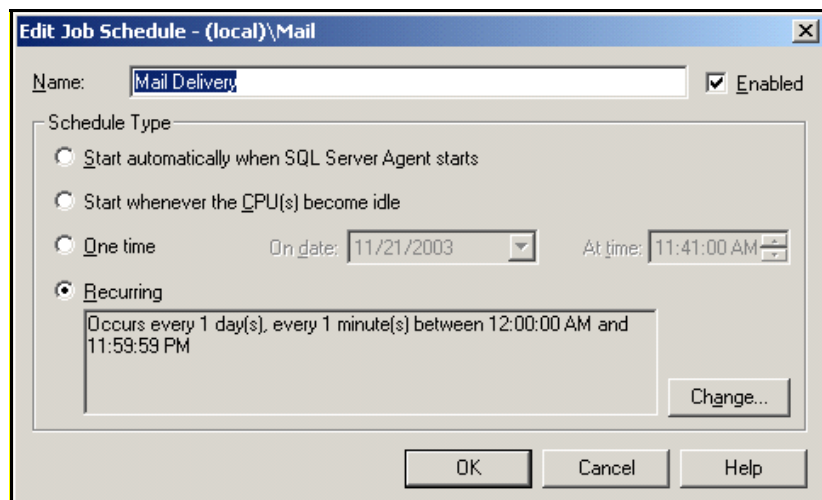 Edit Job Schedule - (local)\Mail
Name: Mail Delivery Enabled
Schedule Type
Start automatically when SQL Server Agent starts
Start whenever the CPU(s) become idle
One time On date: 11/21/2003 At time: 11:41:00 AM
Recurring
Occurs every 1 day(s), every 1 minute(s) between 12:00:00 AM and
11:59:59 PM
Change...
OK Cancel Help